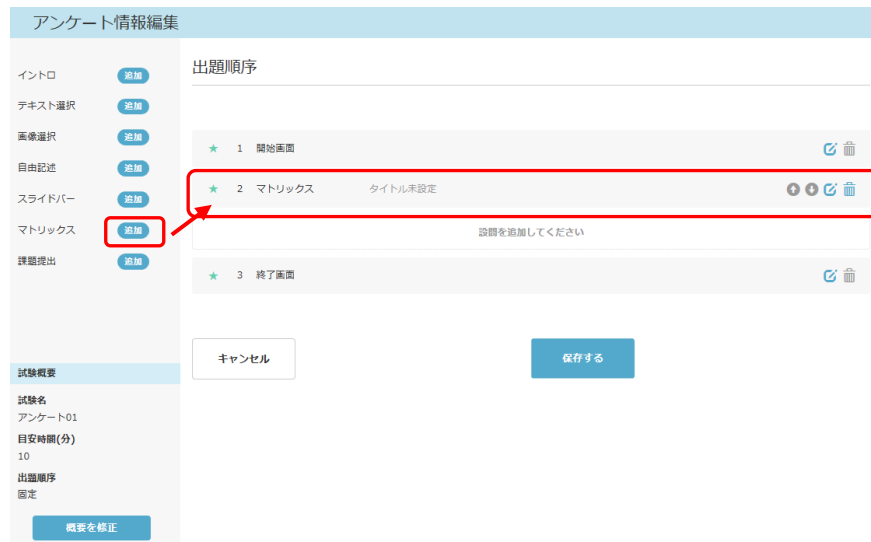 アンケート情報編集
イントロ 追加
テキスト選択 追加
画像選択 追加
自由記述 追加
スライドバー 追加
マトリックス 追加
課題提出 追加
試験概要
試験名
アンケート01
目安時間(分)
10
出題順序
固定
概要を修正
出題順序
★ 1 開始画面
★ 2 マトリックス タイトル未設定
設問を追加してください
★ 3 終了画面
キャンセル 保存する